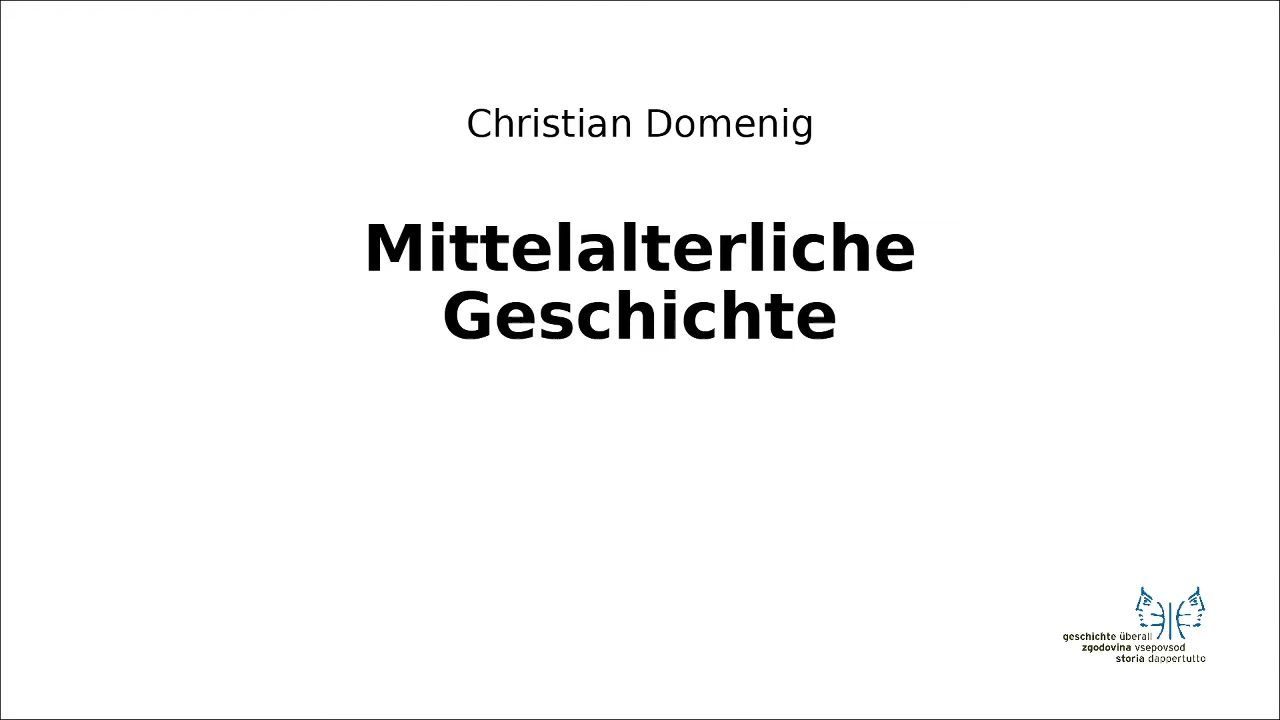 Christian Domenig
Mittelalterliche
Geschichte
geschichte überall
zgodovina vsepovsod
storia dappertutto